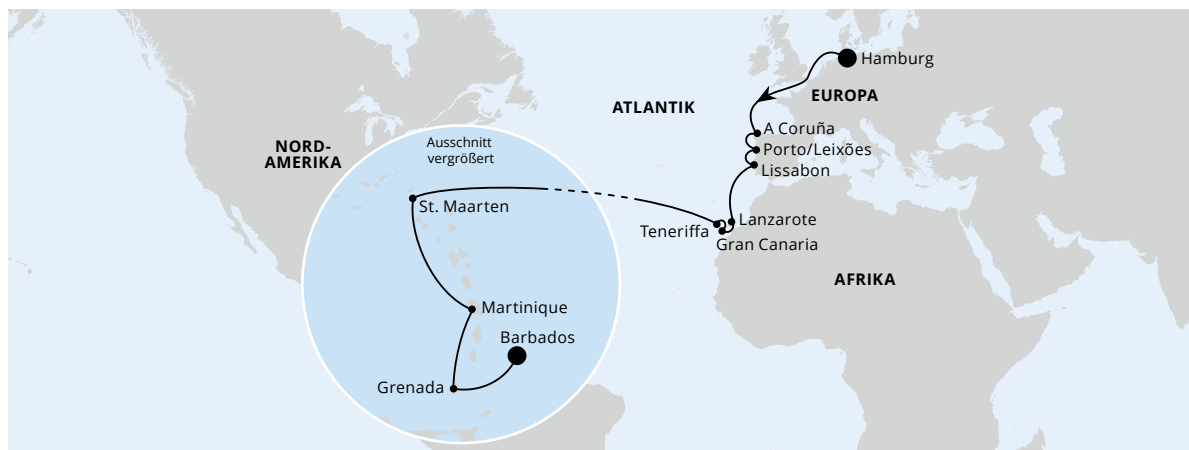 Hamburg
EUROPA
ATLANTIK
A Coruña
Porto/Leixões
Lissabon
NORD-
AMERIKA
Ausschnitt
vergrößert
St. Maarten
Lanzarote
Teneriffa
Gran Canaria
AFRIKA
Martinique
Barbados
Grenada